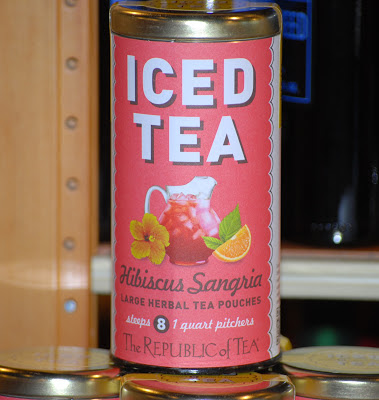 ICED
TEA
Hibiscus Sangria
LARGE HERBAL TEA POUCHES
steeps 8 1 quart pitchers
The REPUBLIC of TEA